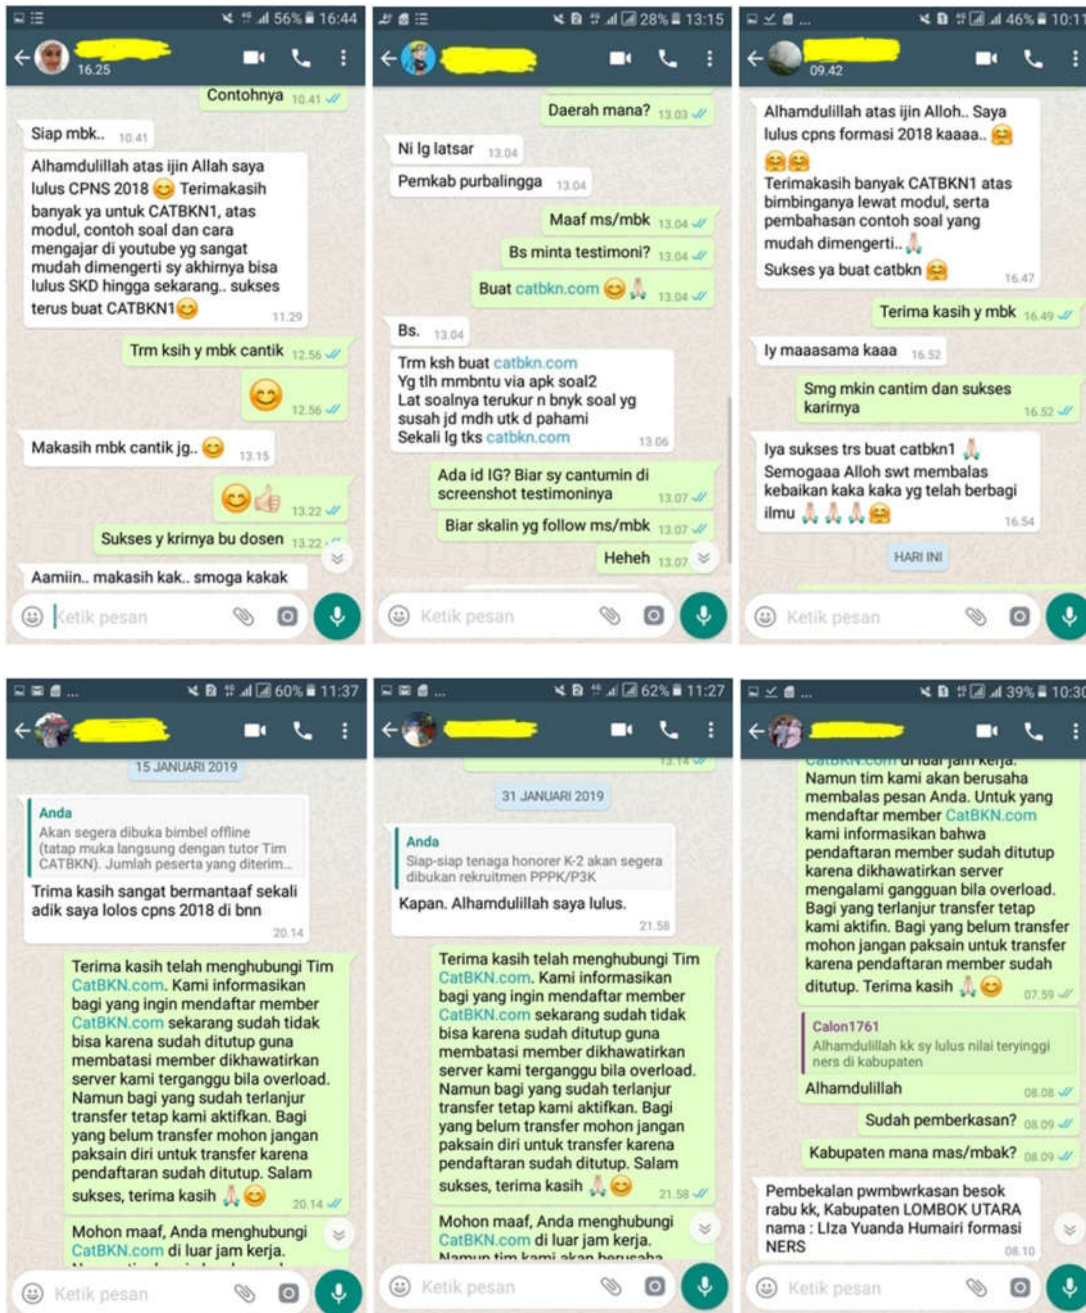 56% 16:44
16.25
Contohnya 10.41
Siap mbk.. 10.41
Alhamdulillah atas ijin Allah saya
lulus CPNS 2018 😊 Terimakasih
banyak ya untuk CATBKN1, atas
modul, contoh soal dan cara
mengajar di youtube yg sangat
mudah dimengerti sy akhirnya bisa
lulus SKD hingga sekarang.. sukses
terus buat CATBKN1😊
11.29
Trm ksih y mbk cantik 12.56
😊 12.56
Makasih mbk cantik jg.. 😊 13.15
😊👍 13.22
Sukses y krirnya bu dosen 13.22
Aamiin.. makasih kak.. smoga kakak
Ketik pesan
28% 13:15
Daerah mana? 13.03
Ni lg latsar 13.04
Pemkab purbalingga 13.04
Maaf ms/mbk 13.04
Bs minta testimoni? 13.04
Buat catbkn.com 😊🙏 13.04
Bs. 13.04
Trm ksh buat catbkn.com
Yg tlh mmbntu via apk soal2
Lat soalnya terukur n bnyk soal yg
susah jd mdh utk d pahami
Sekali lg tks catbkn.com 13.06
Ada id IG? Biar sy cantumin di
screenshot testimoninya 13.07
Biar skalin yg follow ms/mbk 13.07
Heheh 13.07
Ketik pesan
46% 10:11
09.42
Alhamdulillah atas ijin Alloh.. Saya
lulus cpns formasi 2018 kaaaa.. 🤗
🤗🤗
Terimakasih banyak CATBKN1 atas
bimbinganya lewat modul, serta
pembahasan contoh soal yang
mudah dimengerti.. 🙏
Sukses ya buat catbkn 🤗 16.47
Terima kasih y mbk 16.49
Iy maaasama kaaa 16.52
Smg mkin cantim dan sukses
karirnya 16.52
Iya sukses trs buat catbkn1 🙏
Semogaaa Alloh swt membalas
kebaikan kaka kaka yg telah berbagi
ilmu 🙏🙏🙏🤗 16.54
HARI INI
Ketik pesan
60% 11:37
15 JANUARI 2019
Anda
Akan segera dibuka bimbel offline
(tatap muka langsung dengan tutor Tim
CATBKN). Jumlah peserta yang diterim...
Trima kasih sangat bermantaaf sekali
adik saya lolos cpns 2018 di bnn
20.14
Terima kasih telah menghubungi Tim
CatBKN.com. Kami informasikan
bagi yang ingin mendaftar member
CatBKN.com sekarang sudah tidak
bisa karena sudah ditutup guna
membatasi member dikhawatirkan
server kami terganggu bila overload.
Namun bagi yang sudah terlanjur
transfer tetap kami aktifkan. Bagi
yang belum transfer mohon jangan
paksain diri untuk transfer karena
pendaftaran sudah ditutup. Salam
sukses, terima kasih 🙏😊 20.14
Mohon maaf, Anda menghubungi
CatBKN.com di luar jam kerja.
Ketik pesan
62% 11:27
13.14
31 JANUARI 2019
Anda
Siap-siap tenaga honorer K-2 akan segera
dibukan rekruitmen PPPK/P3K
Kapan. Alhamdulillah saya lulus.
21.58
Terima kasih telah menghubungi Tim
CatBKN.com. Kami informasikan
bagi yang ingin mendaftar member
CatBKN.com sekarang sudah tidak
bisa karena sudah ditutup guna
membatasi member dikhawatirkan
server kami terganggu bila overload.
Namun bagi yang sudah terlanjur
transfer tetap kami aktifkan. Bagi
yang belum transfer mohon jangan
paksain diri untuk transfer karena
pendaftaran sudah ditutup. Salam
sukses, terima kasih 🙏😊 21.58
Mohon maaf, Anda menghubungi
CatBKN.com di luar jam kerja.
Namun tim kami akan berusaha
Ketik pesan
39% 10:30
CatBKN.com di luar jam kerja.
Namun tim kami akan berusaha
membalas pesan Anda. Untuk yang
mendaftar member CatBKN.com
kami informasikan bahwa
pendaftaran member sudah ditutup
karena dikhawatirkan server
mengalami gangguan bila overload.
Bagi yang terlanjur transfer tetap
kami aktifin. Bagi yang belum transfer
mohon jangan paksain untuk transfer
karena pendaftaran member sudah
ditutup. Terima kasih 🙏😊 07.59
Calon1761
Alhamdulillah kk sy lulus nilai teryinggi
ners di kabupaten
Alhamdulillah 08.08
Sudah pemberkasan? 08.09
Kabupaten mana mas/mbak? 08.09
Pembekalan pwmbwrkasan besok
rabu kk, Kabupaten LOMBOK UTARA
nama : LIza Yuanda Humairi formasi
NERS 08.10
Ketik pesan